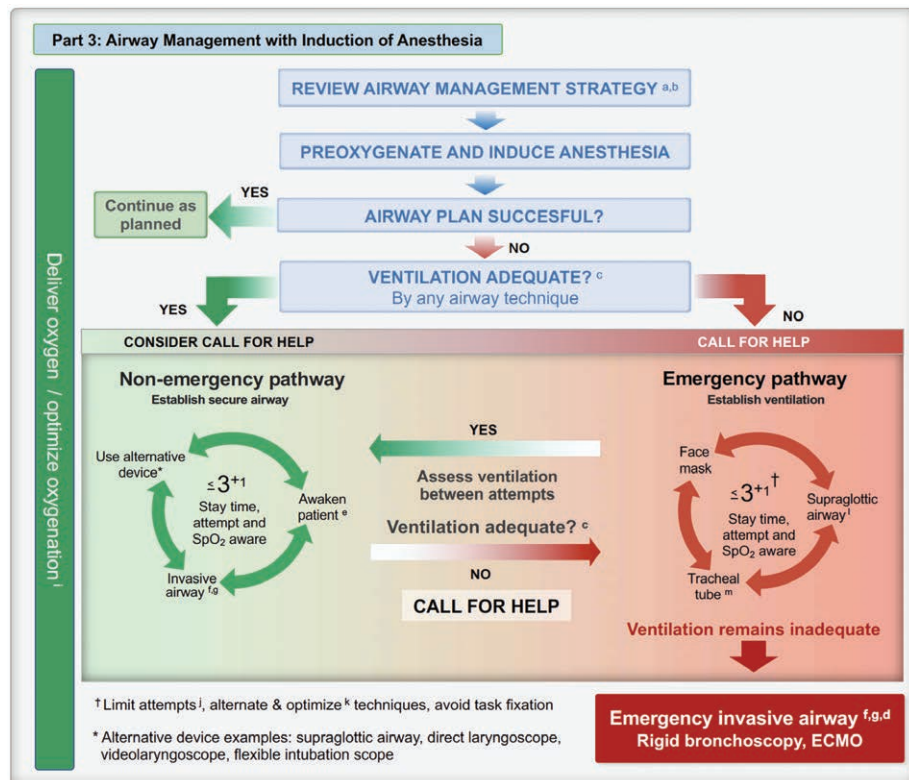 Part 3: Airway Management with Induction of Anesthesia
Deliver oxygen / optimize oxygenation i
REVIEW AIRWAY MANAGEMENT STRATEGY a,b
PREOXYGENATE AND INDUCE ANESTHESIA
YES
Continue as
planned
AIRWAY PLAN SUCCESFUL?
NO
VENTILATION ADEQUATE? c
By any airway technique
YES
NO
CONSIDER CALL FOR HELP
CALL FOR HELP
Non-emergency pathway
Establish secure airway
Use alternative
device*
≤ 3+1
Stay time,
attempt and
SpO2 aware
Awaken
patient e
Invasive
airway f,g
YES
Assess ventilation
between attempts
Ventilation adequate? c
NO
CALL FOR HELP
Emergency pathway
Establish ventilation
Face
mask
≤ 3+1 †
Stay time,
attempt and
SpO2 aware
Supraglottic
airway l
Tracheal
tube m
Ventilation remains inadequate
Emergency invasive airway f,g,d
Rigid bronchoscopy, ECMO
† Limit attempts j, alternate & optimize k techniques, avoid task fixation
* Alternative device examples: supraglottic airway, direct laryngoscope,
videolaryngoscope, flexible intubation scope